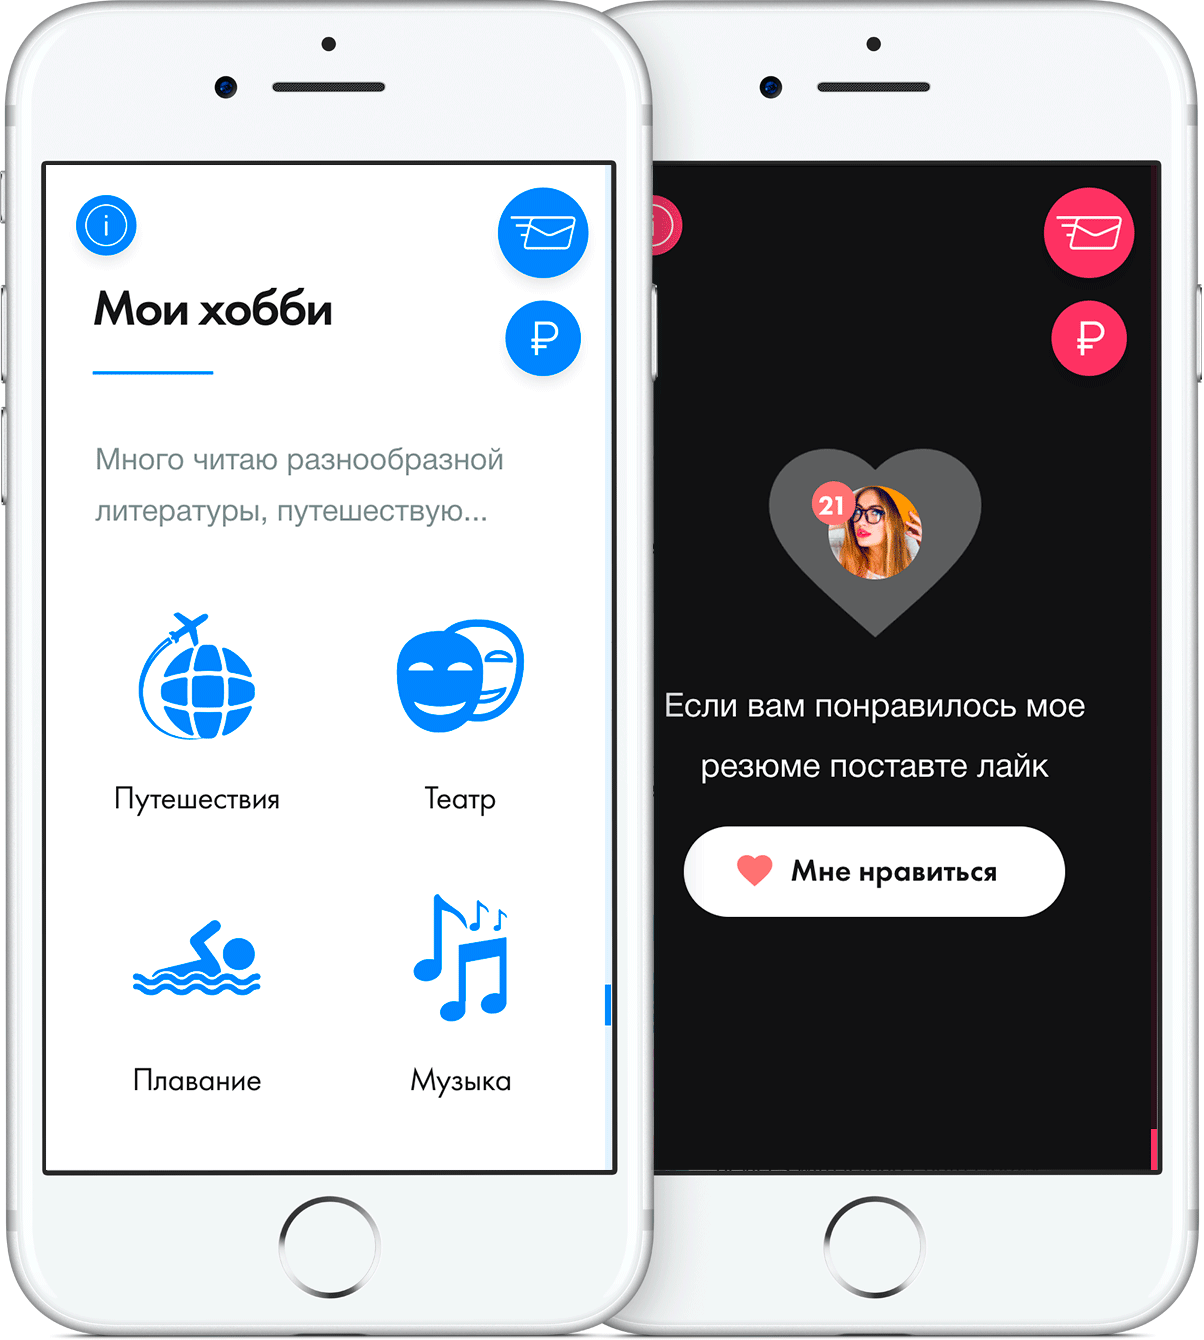 i
Мои хобби
₽
Много читаю разнообразной
литературы, путешествую...
Путешествия
Театр
Плавание
Музыка
₽
21
Если вам понравилось мое
резюме поставте лайк
Мне нравиться